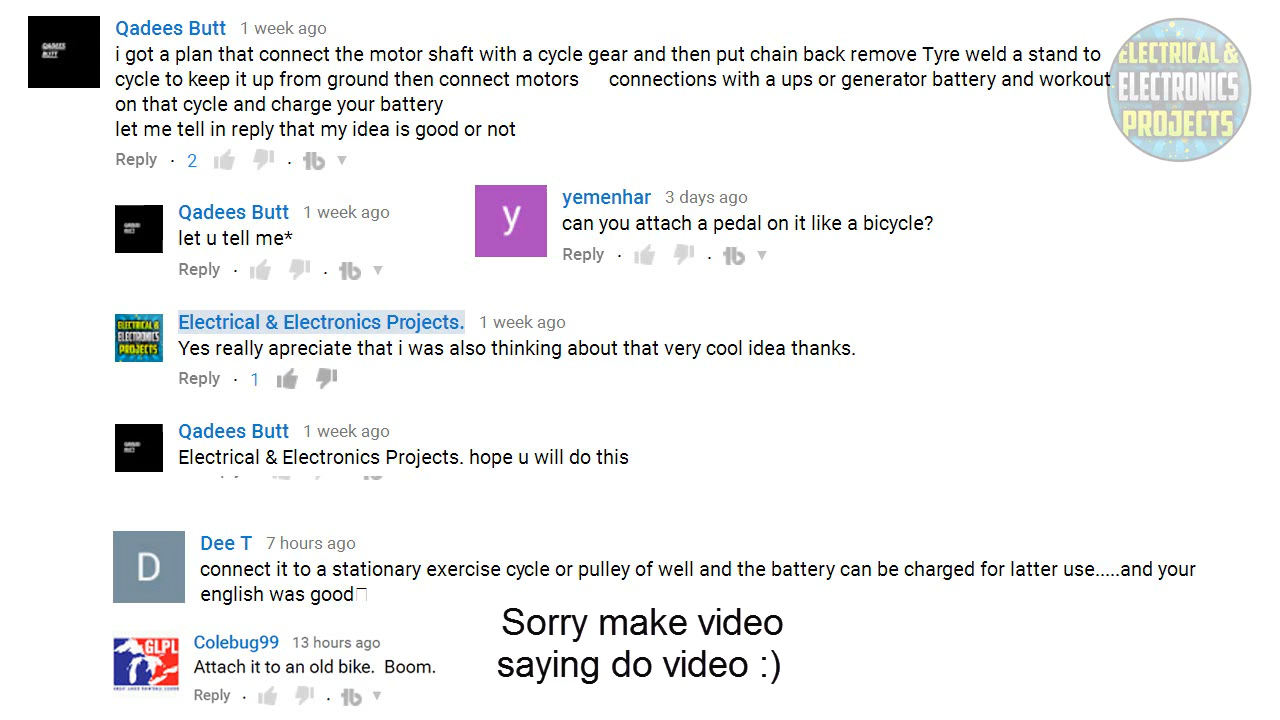 Qadees Butt 1 week ago
i got a plan that connect the motor shaft with a cycle gear and then put chain back remove Tyre weld a stand to
cycle to keep it up from ground then connect motors connections with a ups or generator battery and workout
on that cycle and charge your battery
let me tell in reply that my idea is good or not
Reply · 2
ELECTRICAL &
ELECTRONICS
PROJECTS
Qadees Butt 1 week ago
let u tell me*
Reply ·
y
yemenhar 3 days ago
can you attach a pedal on it like a bicycle?
Reply ·
ELECTRICAL &
ELECTRONICS
PROJECTS
Electrical & Electronics Projects. 1 week ago
Yes really apreciate that i was also thinking about that very cool idea thanks.
Reply · 1
Qadees Butt 1 week ago
Electrical & Electronics Projects. hope u will do this
D
Dee T 7 hours ago
connect it to a stationary exercise cycle or pulley of well and the battery can be charged for latter use.....and your
english was good
GLPL
Colebug99 13 hours ago
Attach it to an old bike. Boom.
Reply ·
Sorry make video
saying do video :)